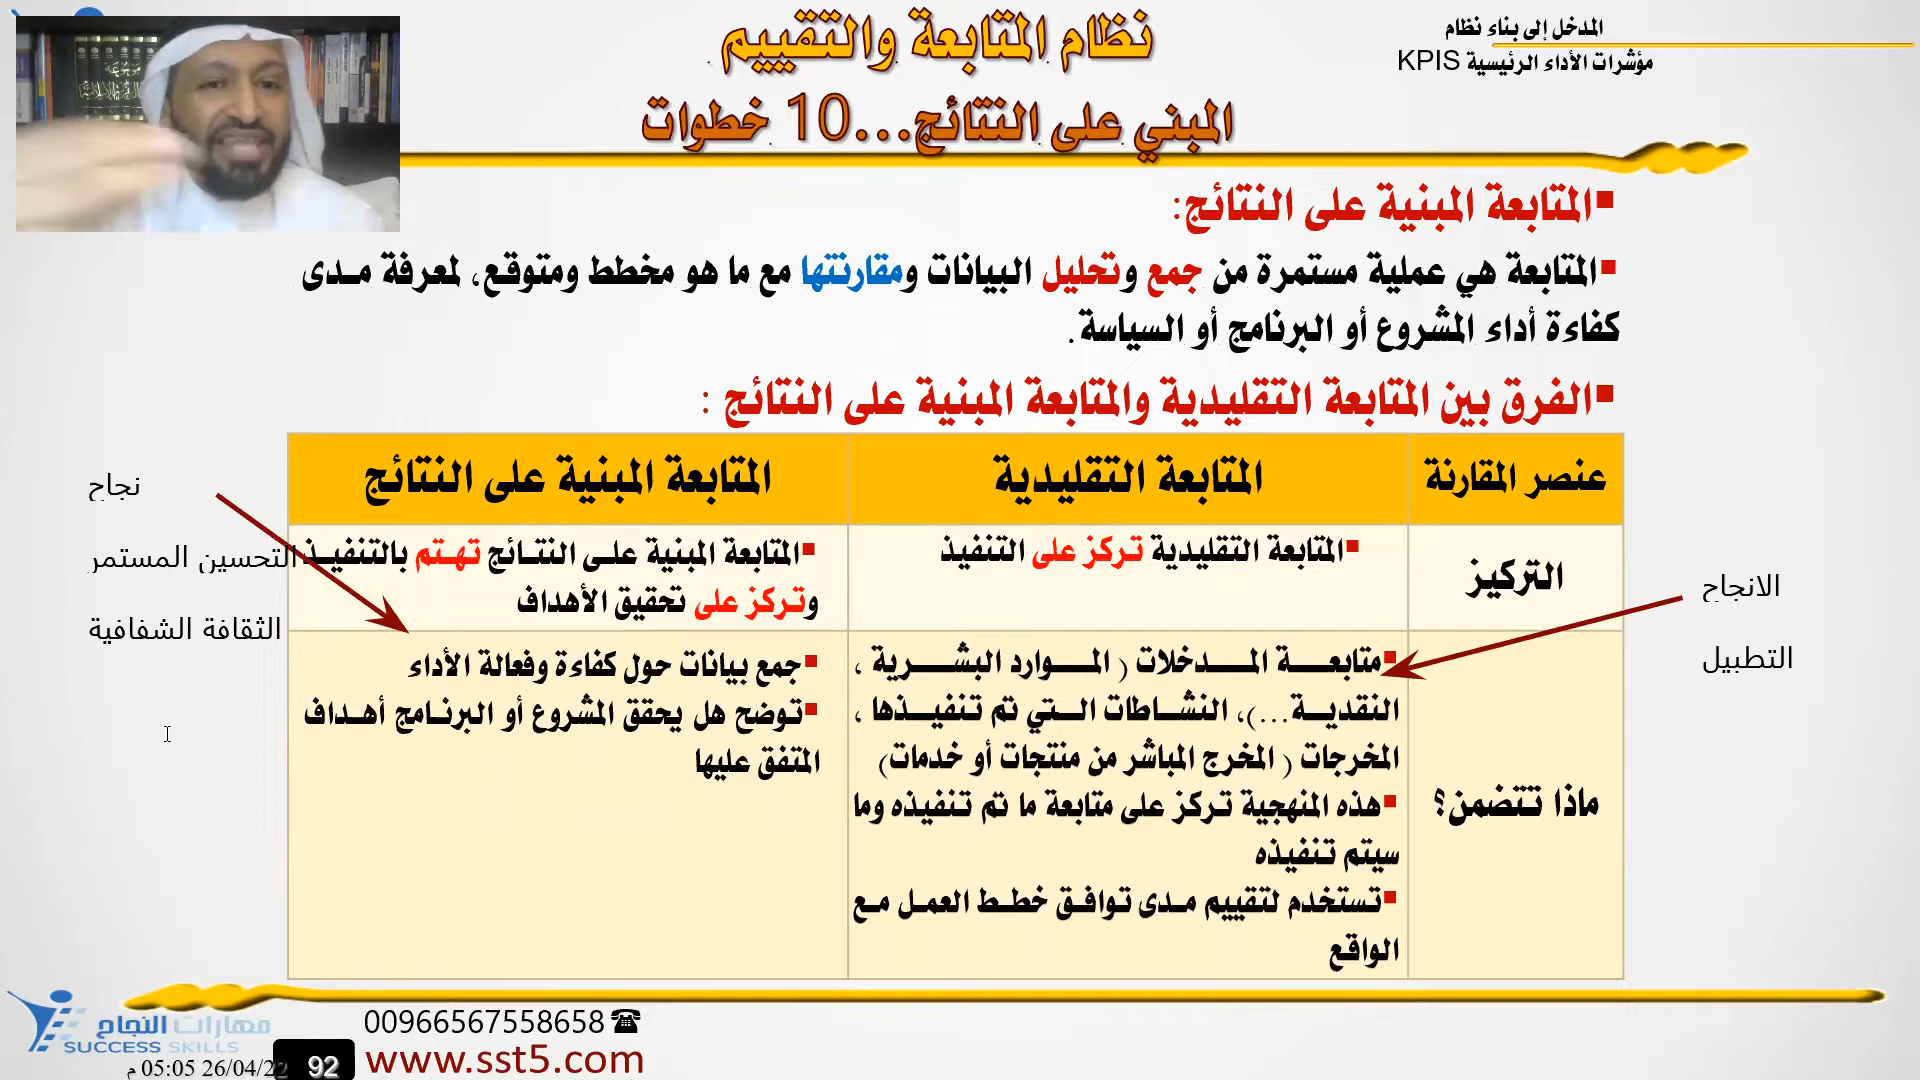 المدخل إلى بناء نظام
مؤشرات الأداء الرئيسية KPIS
نظام المتابعة والتقييم
المبني على النتائج...10 خطوات
المتابعة المبنية على النتائج:
المتابعة هي عملية مستمرة من جمع وتحليل البيانات ومقارنتها مع ما هو مخطط ومتوقع، لمعرفة مدى
كفاءة أداء المشروع أو البرنامج أو السياسة.
الفرق بين المتابعة التقليدية والمتابعة المبنية على النتائج :
عنصر المقارنة
المتابعة التقليدية
المتابعة المبنية على النتائج
التركيز
المتابعة التقليدية تركز على التنفيذ
المتابعة المبنية على النتائج تهتم بالتنفيذ
وتركز على تحقيق الأهداف
ماذا تتضمن؟
متابعة المدخلات ( الموارد البشرية ،
النقدية...)، النشاطات التي تم تنفيذها ،
المخرجات ( المخرج المباشر من منتجات أو خدمات)
هذه المنهجية تركز على متابعة ما تم تنفيذه وما
سيتم تنفيذه
تستخدم لتقييم مدى توافق خطط العمل مع
الواقع
جمع بيانات حول كفاءة وفعالة الأداء
توضح هل يحقق المشروع أو البرنامج أهداف
المتفق عليها
الانجاح
التطبيل
نجاح
التحسين المستمر
الثقافة الشفافية
00966567558658
www.sst5.com
مهارات النجاح
SUCCESS SKILLS
26/04/22 05:05 م
92